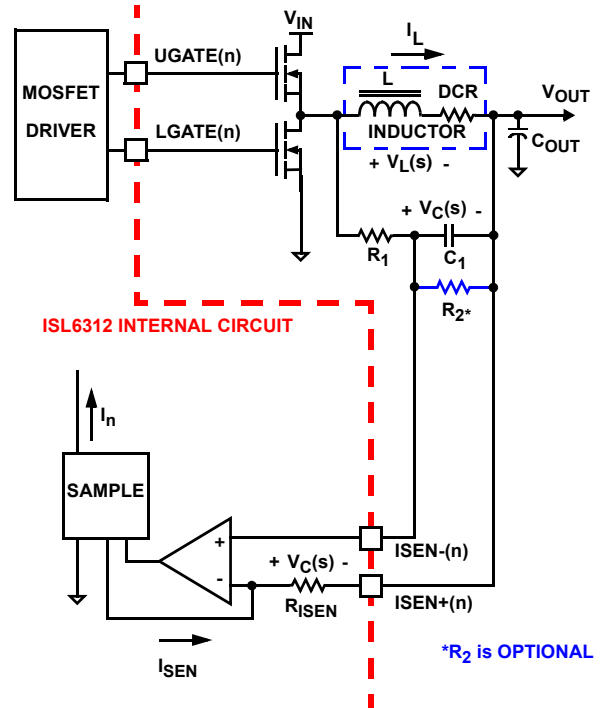 V_IN
I_L
UGATE(n)
L
DCR
MOSFET
DRIVER
V_OUT
LGATE(n)
INDUCTOR
C_OUT
+ V_L(s) -
+ V_C(s) -
R_1
C_1
R_2*
ISL6312 INTERNAL CIRCUIT
I_n
SAMPLE
+
-
+ V_C(s) -
ISEN-(n)
R_ISEN
ISEN+(n)
I_SEN
*R_2 is OPTIONAL